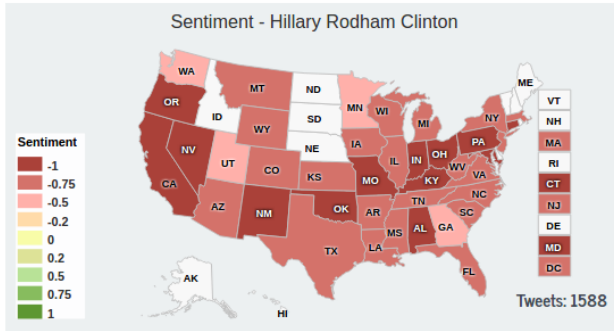 Sentiment - Hillary Rodham Clinton
WA
OR
CA
NV
ID
MT
WY
UT
AZ
CO
NM
ND
SD
NE
KS
OK
TX
MN
IA
MO
AR
LA
WI
IL
MI
IN
OH
KY
TN
MS
AL
GA
FL
SC
NC
VA
WV
PA
NY
ME
AK
HI
VT
NH
MA
RI
CT
NJ
DE
MD
DC
Sentiment
-1
-0.75
-0.5
-0.2
0
0.2
0.5
0.75
1
Tweets: 1588